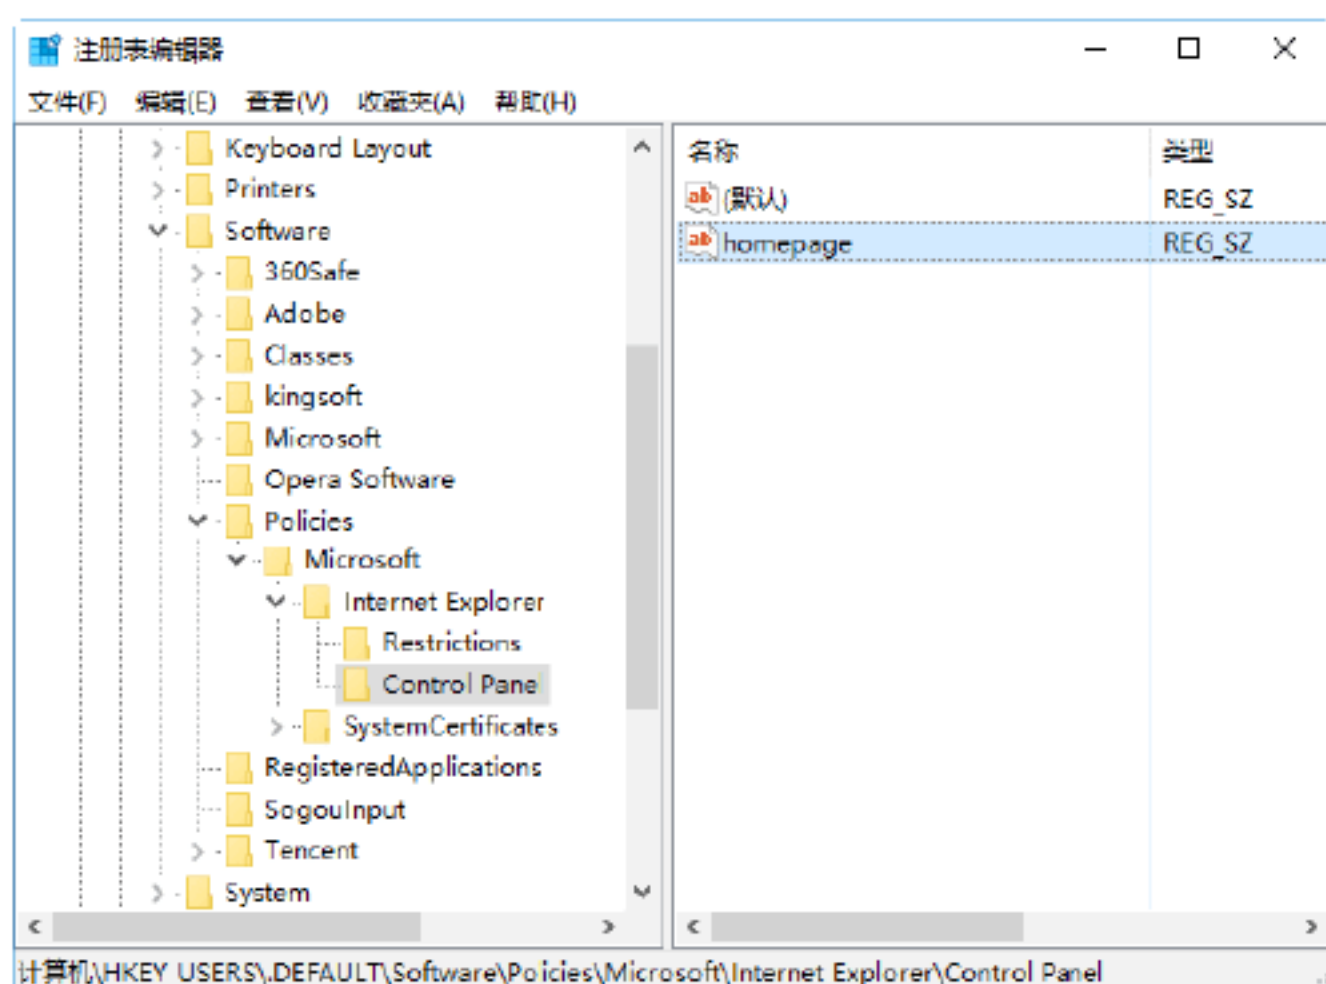 注册表编辑器
文件(F) 编辑(E) 查看(V) 收藏夹(A) 帮助(H)
Keyboard Layout
Printers
Software
360Safe
Adobe
Classes
kingsoft
Microsoft
Opera Software
Policies
Microsoft
Internet Explorer
Restrictions
Control Panel
SystemCertificates
RegisteredApplications
SogouInput
Tencent
System
名称 类型
ab (默认) REG_SZ
ab homepage REG_SZ
计算机\HKEY_USERS\.DEFAULT\Software\Policies\Microsoft\Internet Explorer\Control Panel